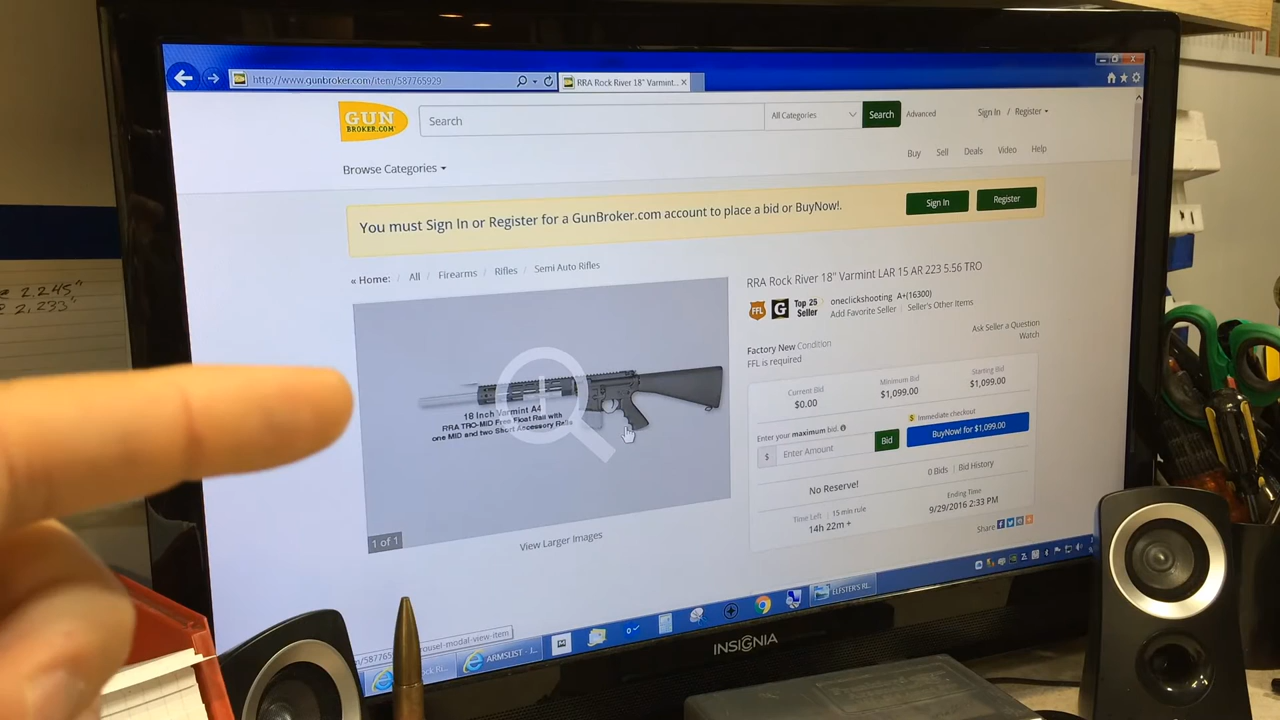 http://www.gunbroker.com/item/587765929
RRA Rock River 18" Varmint...
GUN
BROKER.COM
Search
All Categories
Search
Advanced
Sign In / Register
Browse Categories
Buy Sell Deals Video Help
You must Sign In or Register for a GunBroker.com account to place a bid or BuyNow!.
Sign In
Register
« Home: / All / Firearms / Rifles / Semi Auto Rifles
RRA Rock River 18" Varmint LAR 15 AR 223 5.56 TRO
FFL
G
Top 25
Seller
oneclickshooting A+(16300)
Add Favorite Seller / Seller's Other Items
Ask Seller a Question
Watch
Factory New Condition
FFL is required
18 Inch Varmint A4
RRA TRO-MID Free Float Rail with
one MID and two Short Accessory Rails
Current Bid
$0.00
Minimum Bid
$1,099.00
Starting Bid
$1,099.00
Enter your maximum bid.
$ Enter Amount
Bid
$ Immediate checkout
BuyNow! for $1,099.00
0 Bids | Bid History
No Reserve!
Time Left | 15 min rule
14h 22m +
Ending Time
9/29/2016 2:33 PM
Share
1 of 1
View Larger Images
2.245"
2,233"
ARMSLIST - J...
ELFSTER'S RE...
INSIGNIA